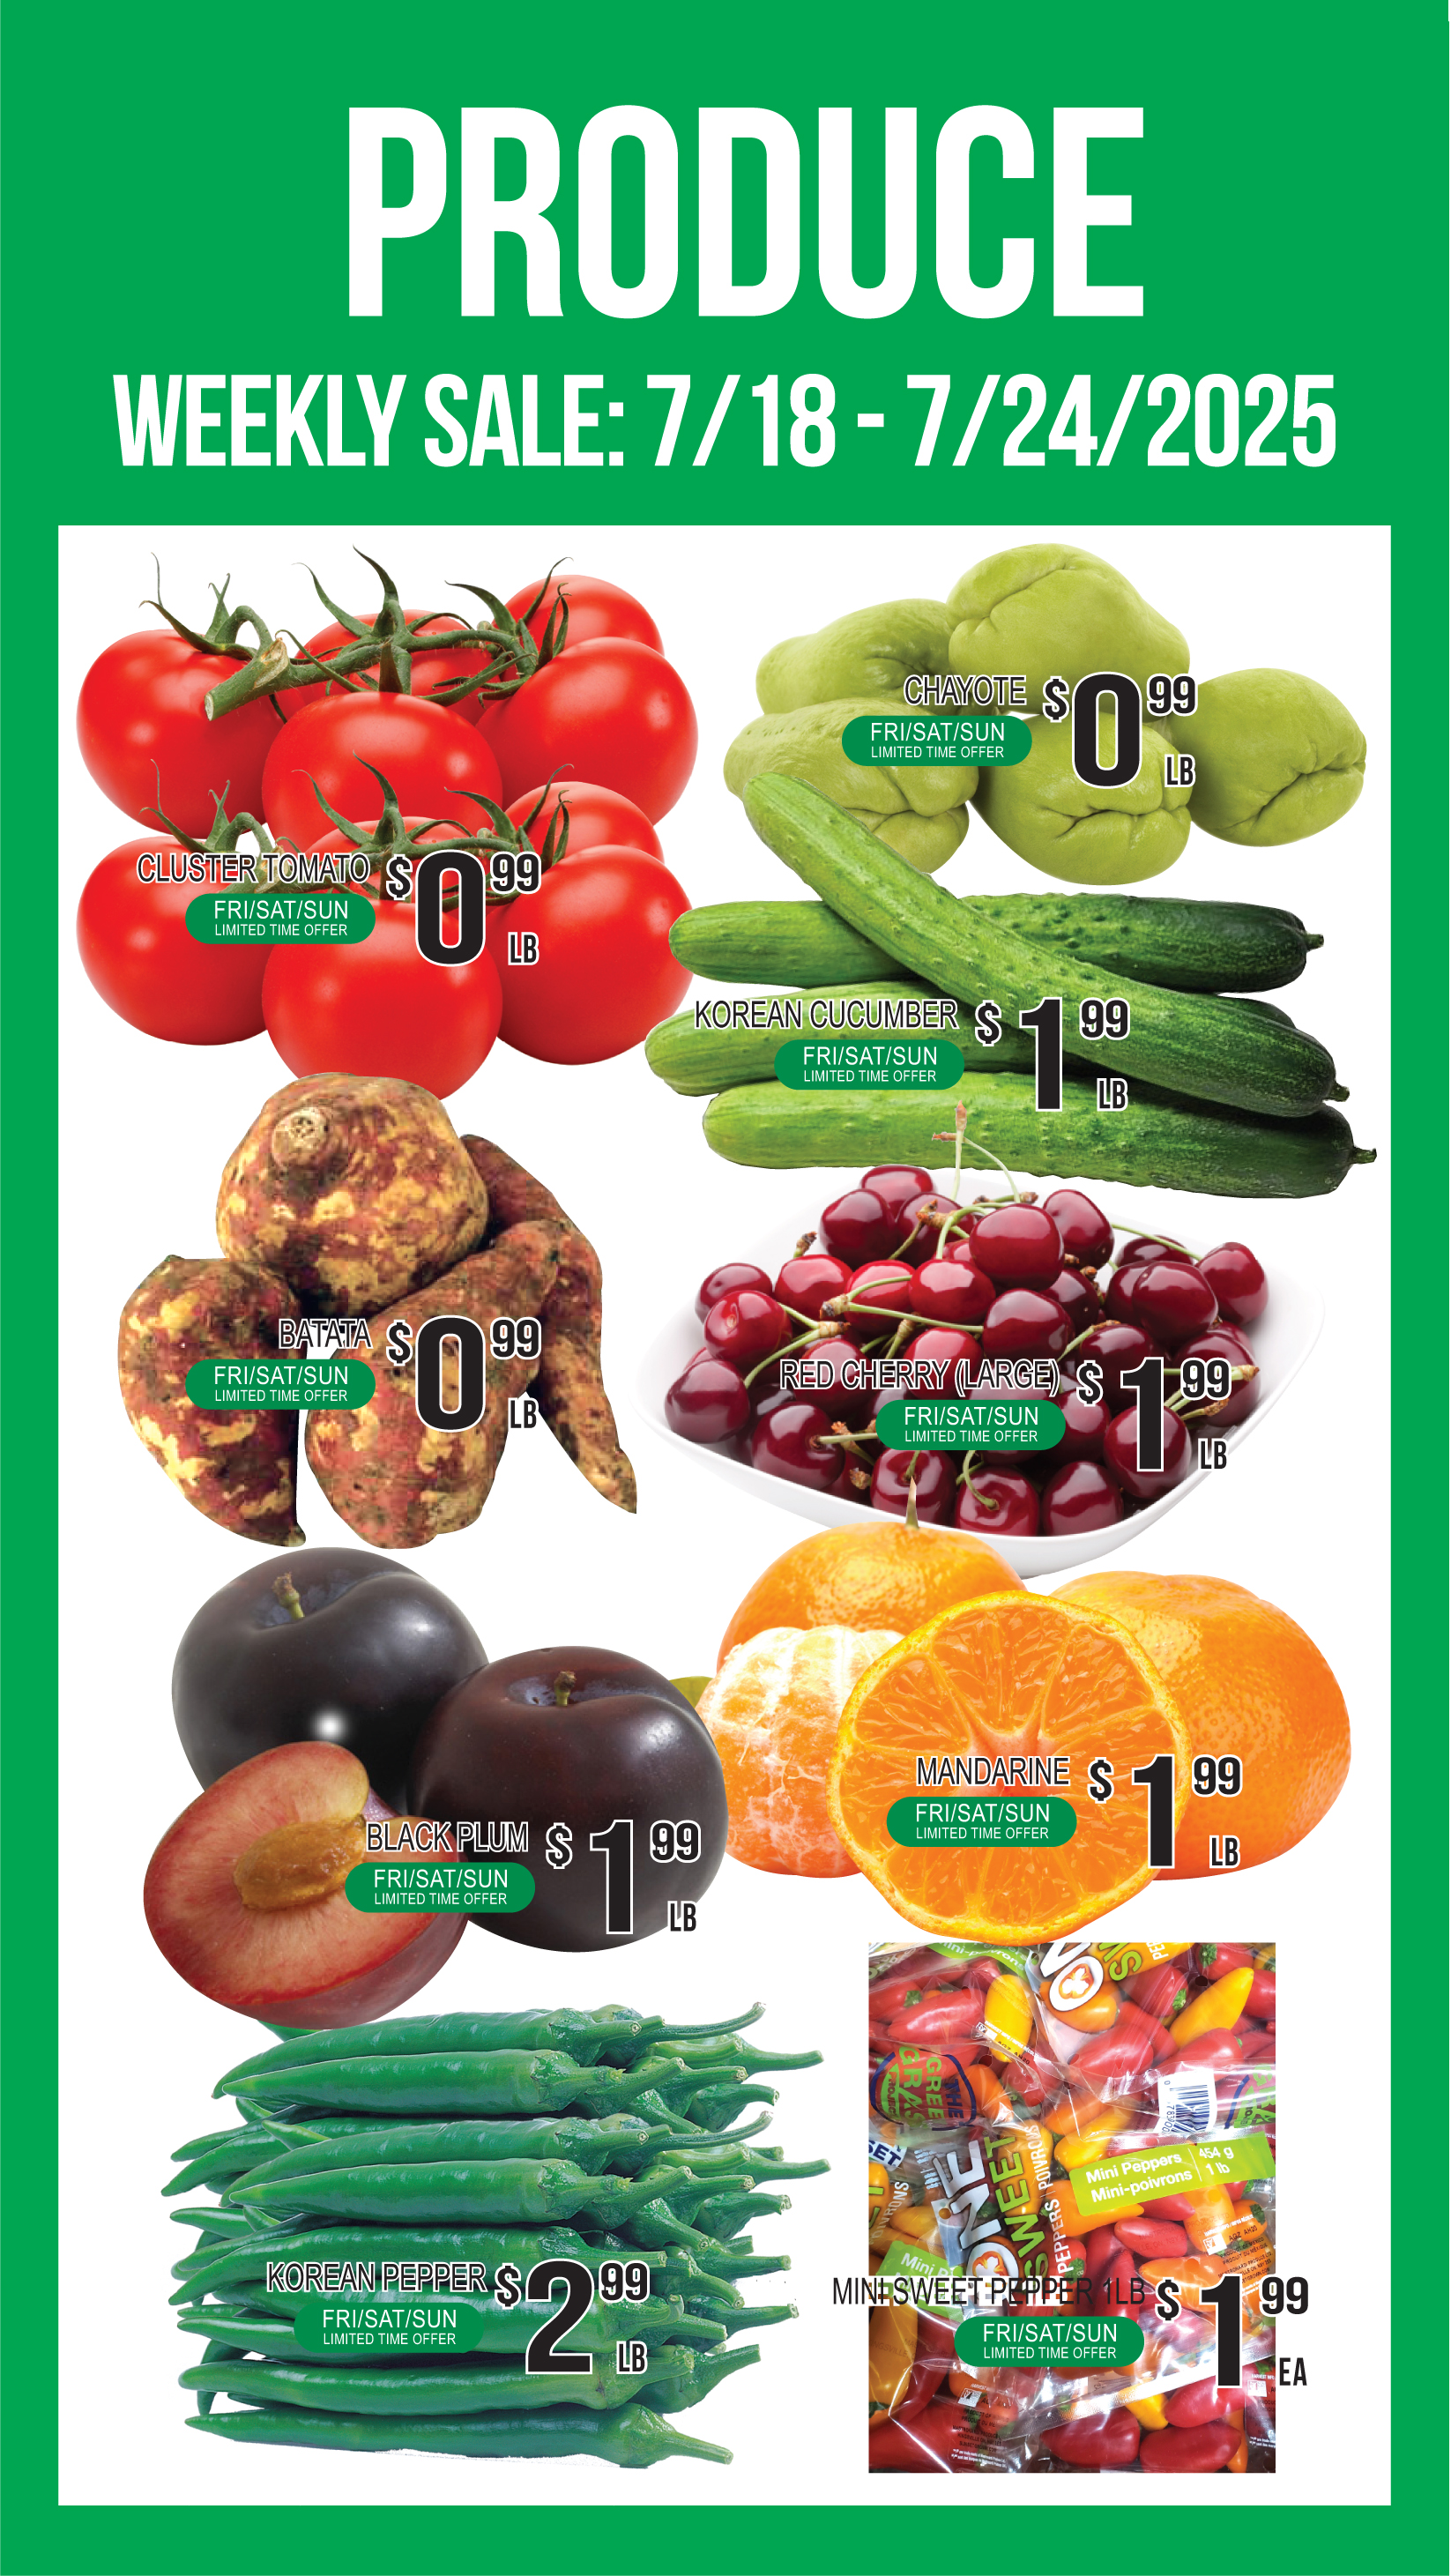 PRODUCE
WEEKLY SALE: 7/18 - 7/24/2025
CHAYOTE $0 99
FRI/SAT/SUN
LIMITED TIME OFFER
LB
CLUSTER TOMATO $0 99
FRI/SAT/SUN
LIMITED TIME OFFER
LB
KOREAN CUCUMBER $1 99
FRI/SAT/SUN
LIMITED TIME OFFER
LB
BATATA $0 99
FRI/SAT/SUN
LIMITED TIME OFFER
LB
RED CHERRY (LARGE) $1 99
FRI/SAT/SUN
LIMITED TIME OFFER
LB
MANDARINE $1 99
FRI/SAT/SUN
LIMITED TIME OFFER
LB
BLACK PLUM $1 99
FRI/SAT/SUN
LIMITED TIME OFFER
LB
KOREAN PEPPER $2 99
FRI/SAT/SUN
LIMITED TIME OFFER
LB
Mini Peppers 454 g
Mini-poivrons 1 lb
SWEET
PEPPERS POIVRONS
MINI SWEET PEPPER 1LB $1 99
FRI/SAT/SUN
LIMITED TIME OFFER
EA